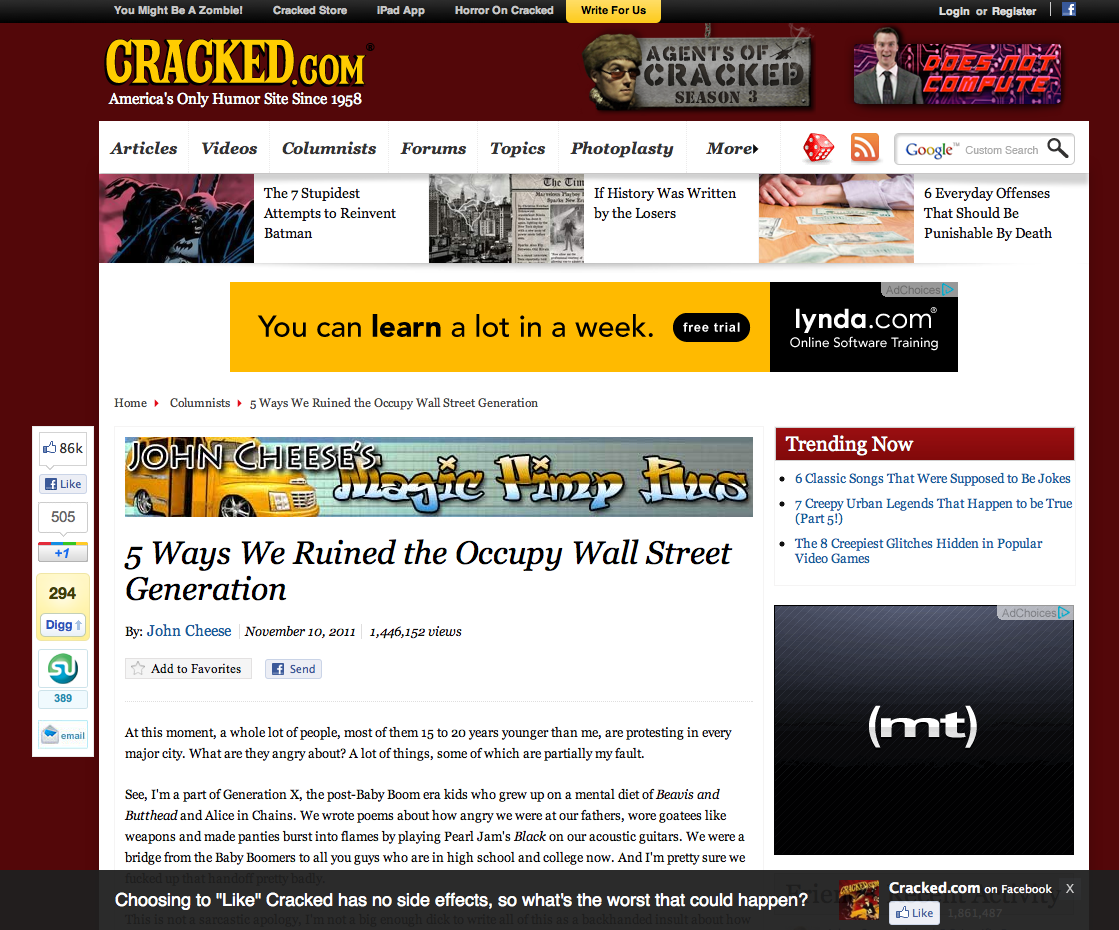 You Might Be A Zombie! Cracked Store iPad App Horror On Cracked Write For Us Login or Register
CRACKED.COM
America's Only Humor Site Since 1958
AGENTS OF CRACKED SEASON 3
DOES NOT COMPUTE
Articles Videos Columnists Forums Topics Photoplasty More Google™ Custom Search
The 7 Stupidest
Attempts to Reinvent
Batman
The Tim
If History Was Written
by the Losers
6 Everyday Offenses
That Should Be
Punishable By Death
AdChoices
You can learn a lot in a week. free trial
lynda.com®
Online Software Training
Home Columnists 5 Ways We Ruined the Occupy Wall Street Generation
86k
Like
505
+1
294
Digg
389
email
JOHN CHEESE'S Magic Pimp Bus
5 Ways We Ruined the Occupy Wall Street
Generation
By: John Cheese November 10, 2011 1,446,152 views
Add to Favorites Send
At this moment, a whole lot of people, most of them 15 to 20 years younger than me, are protesting in every
major city. What are they angry about? A lot of things, some of which are partially my fault.
See, I'm a part of Generation X, the post-Baby Boom era kids who grew up on a mental diet of Beavis and
Butthead and Alice in Chains. We wrote poems about how angry we were at our fathers, wore goatees like
weapons and made panties burst into flames by playing Pearl Jam's Black on our acoustic guitars. We were a
bridge from the Baby Boomers to all you guys who are in high school and college now. And I'm pretty sure we
fucked up that handoff pretty badly.
This is not a sarcastic apology, I'm not a big enough dick to write all of this as a backhanded insult about how
Trending Now
6 Classic Songs That Were Supposed to Be Jokes
7 Creepy Urban Legends That Happen to be True
(Part 5!)
The 8 Creepiest Glitches Hidden in Popular
Video Games
AdChoices
(mt)
Activity
Choosing to "Like" Cracked has no side effects, so what's the worst that could happen?
Cracked.com on Facebook X
Like 1,861,487